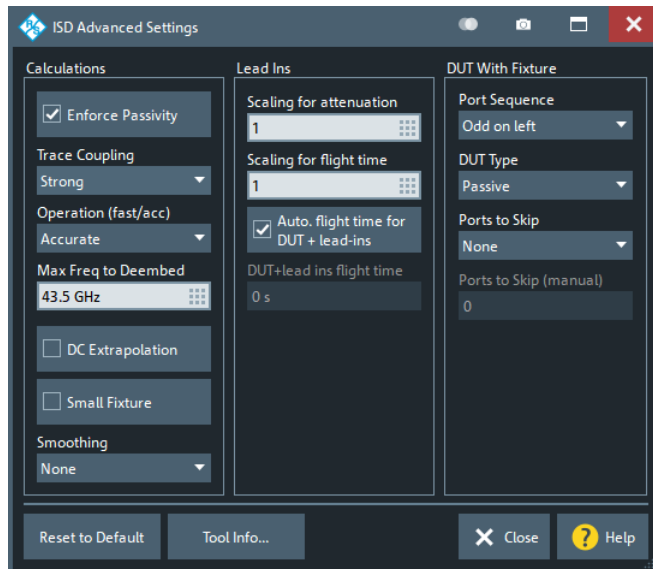 ISD Advanced Settings
Calculations
Enforce Passivity
Trace Coupling
Strong
Operation (fast/acc)
Accurate
Max Freq to Deembed
43.5 GHz
DC Extrapolation
Small Fixture
Smoothing
None
Lead Ins
Scaling for attenuation
1
Scaling for flight time
1
Auto. flight time for
DUT + lead-ins
DUT+lead ins flight time
0 s
DUT With Fixture
Port Sequence
Odd on left
DUT Type
Passive
Ports to Skip
None
Ports to Skip (manual)
0
Reset to Default
Tool Info...
Close
? Help